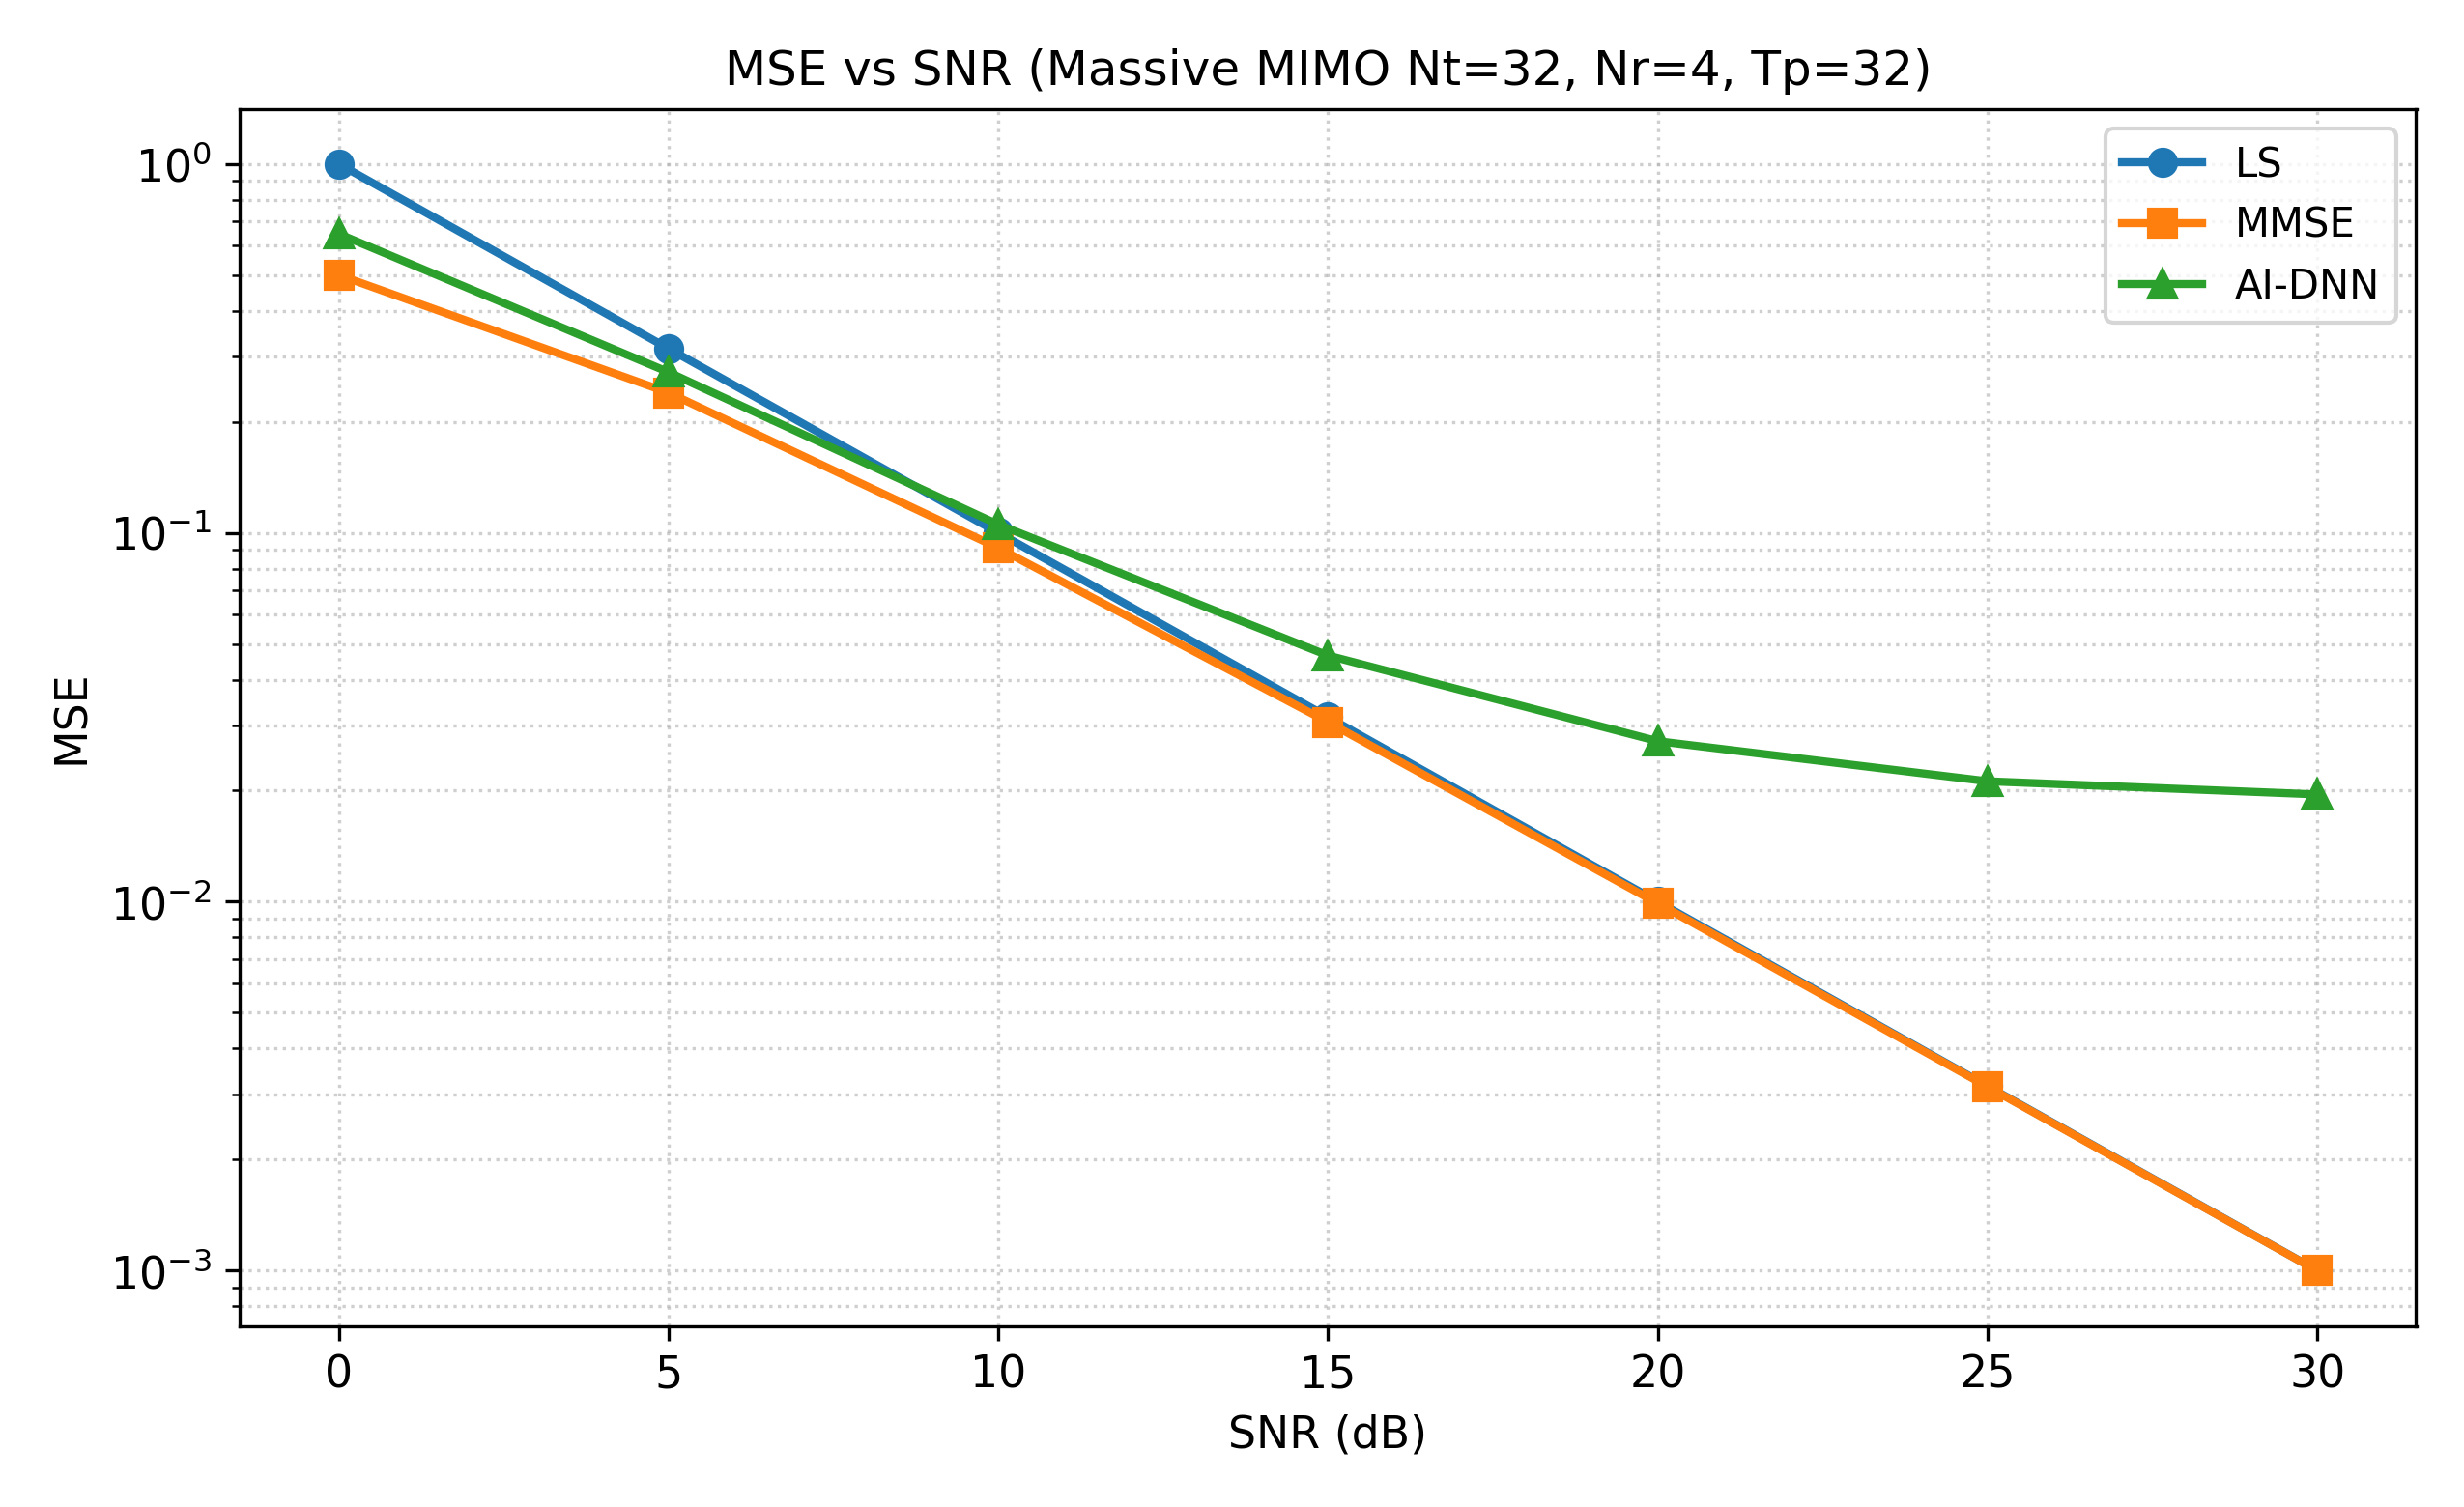 MSE vs SNR (Massive MIMO Nt=32, Nr=4, Tp=32)
LS
MMSE
AI-DNN
10⁰
10⁻¹
10⁻²
10⁻³
MSE
0 5 10 15 20 25 30
SNR (dB)